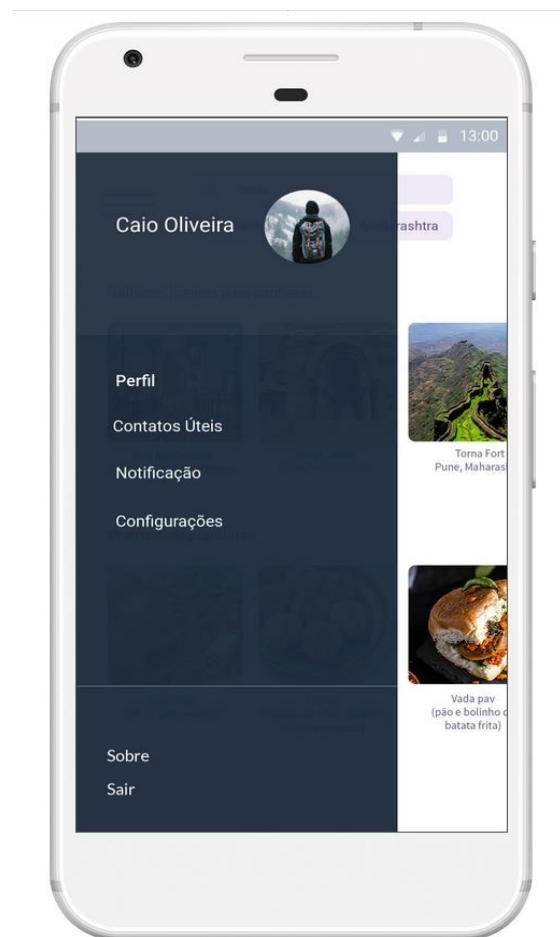 13:00
Caio Oliveira
rashtra
Perfil
Contatos Úteis
Notificação
Configurações
Torna Fort
Pune, Maharas
Vada pav
(pão e bolinho
batata frita)
Sobre
Sair